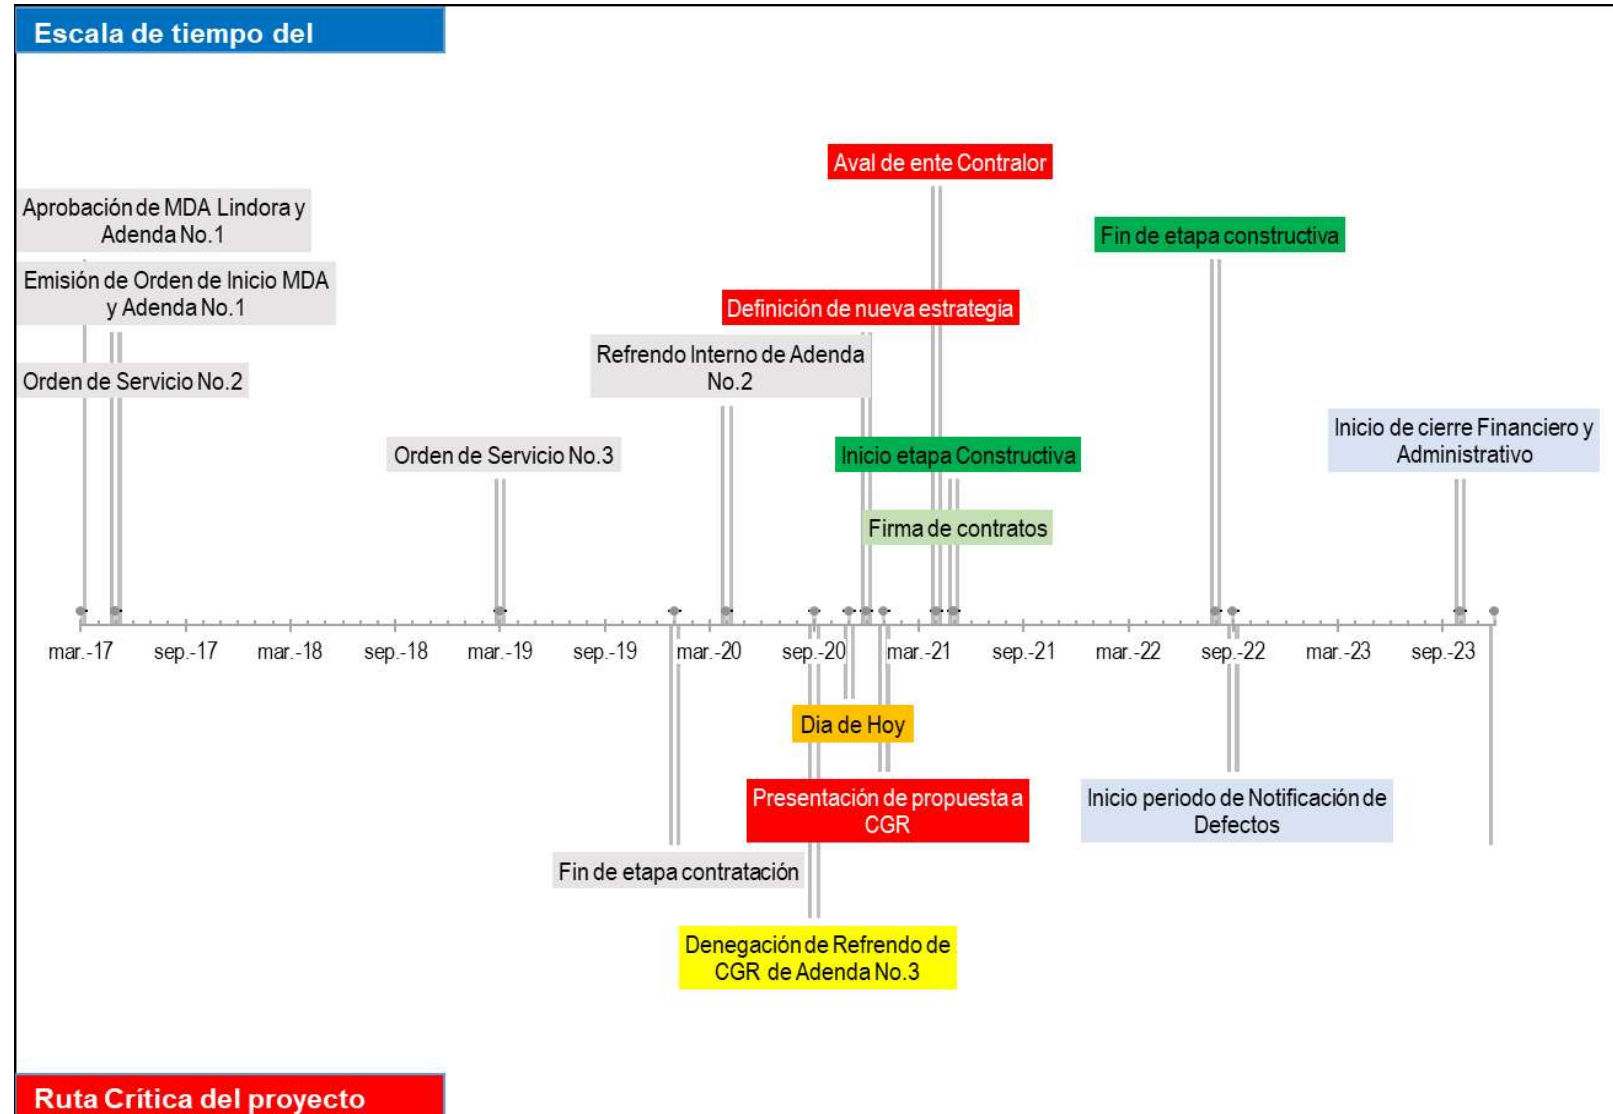 Escala de tiempo del
Aval de ente Contralor
Aprobación de MDA Lindora y
Adenda No.1
Fin de etapa constructiva
Emisión de Orden de Inicio MDA
y Adenda No.1
Definición de nueva estrategia
Refrendo Interno de Adenda
No.2
Orden de Servicio No.2
Inicio de cierre Financiero y
Administrativo
Orden de Servicio No.3
Inicio etapa Constructiva
Firma de contratos
mar.-17 sep.-17 mar.-18 sep.-18 mar.-19 sep.-19 mar.-20 sep.-20 mar.-21 sep.-21 mar.-22 sep.-22 mar.-23 sep.-23
Dia de Hoy
Presentación de propuesta a
CGR
Inicio periodo de Notificación de
Defectos
Fin de etapa contratación
Denegación de Refrendo de
CGR de Adenda No.3
Ruta Crítica del proyecto